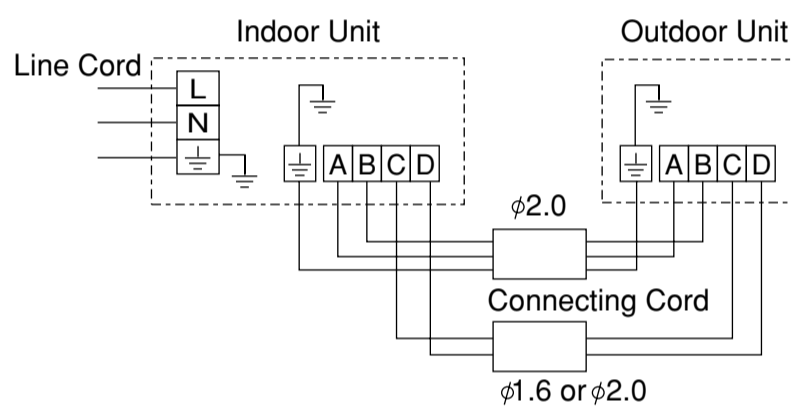 Indoor Unit
Outdoor Unit
Line Cord
L
N
A B C D
A B C D
ϕ2.0
Connecting Cord
ϕ1.6 or ϕ2.0